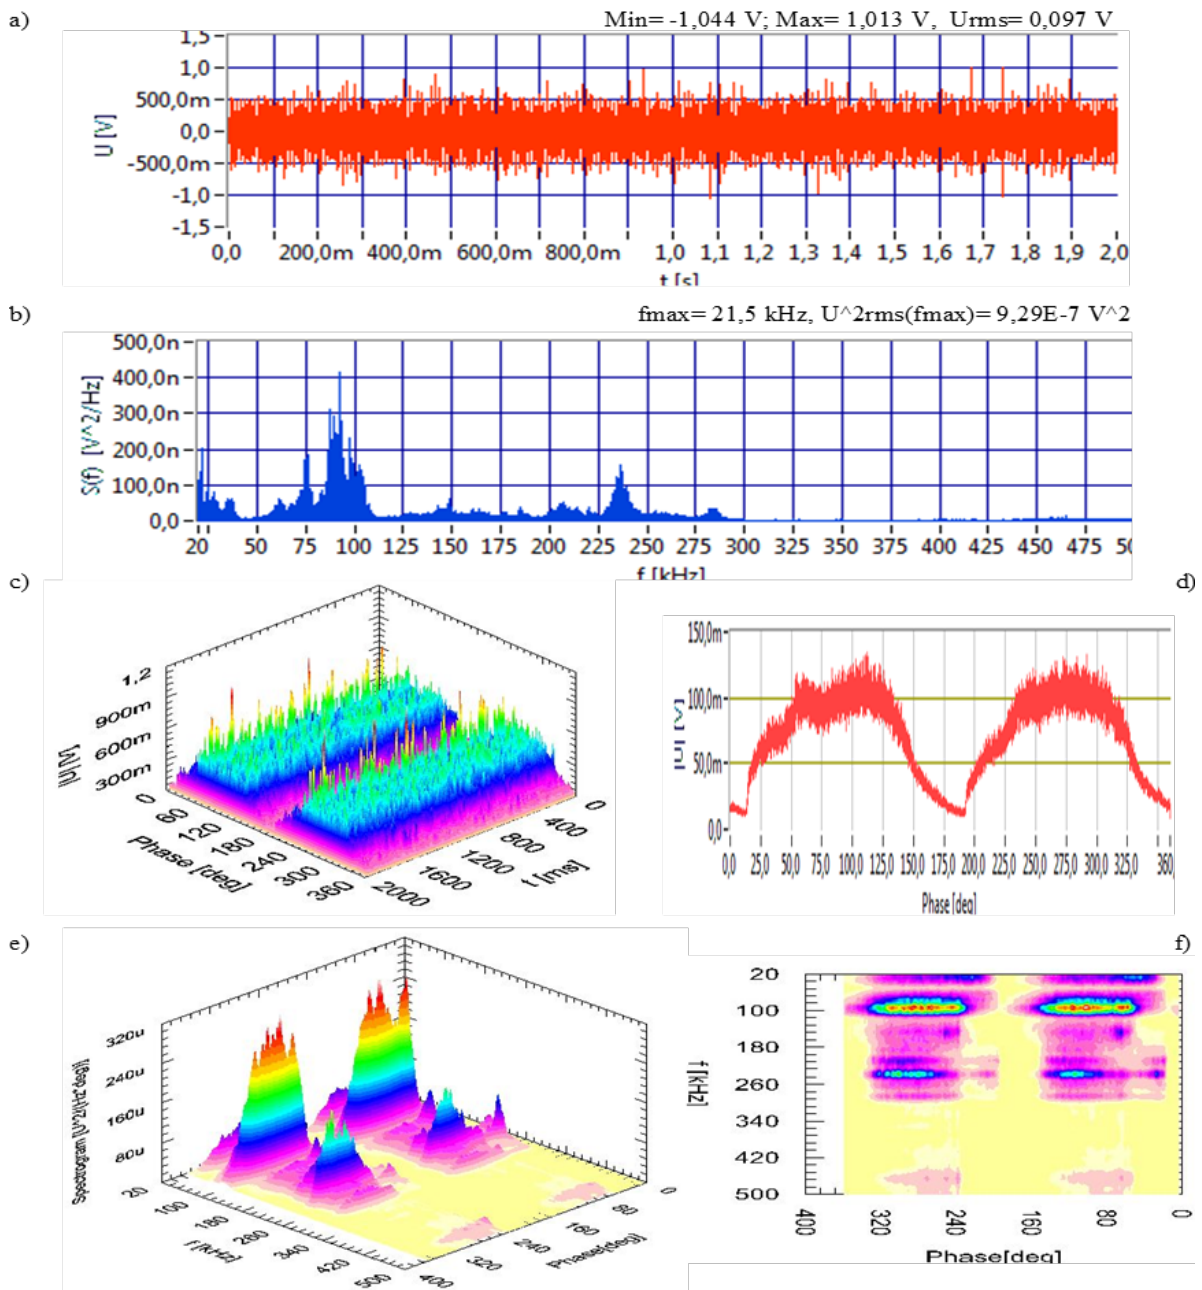 a)
Min= -1,044 V; Max= 1,013 V, Urms= 0,097 V
U [V]
1,5
1,0
500,0m
0,0
-500,0m
-1,0
-1,5
0,0 200,0m 400,0m 600,0m 800,0m 1,0 1,1 1,2 1,3 1,4 1,5 1,6 1,7 1,8 1,9 2,0
t [s]
b)
fmax= 21,5 kHz, U^2rms(fmax)= 9,29E-7 V^2
S(f) [V^2/Hz]
500,0n
400,0n
300,0n
200,0n
100,0n
0,0
20 50 75 100 125 150 175 200 225 250 275 300 325 350 375 400 425 450 475 50
f [kHz]
c)
|U| [V]
1,2
900m
600m
300m
0 60 120 180 240 300 360
Phase [deg]
2000 1600 1200 800 400 0
t [ms]
d)
|U| [V]
150,0m
100,0m
50,0m
0,0
0,0 25,0 50,0 75,0 100,0 125,0 150,0 175,0 200,0 225,0 250,0 275,0 300,0 325,0 360
Phase [deg]
e)
Spectrogram [U^2/(Hz deg)]
320u
240u
160u
80u
20 100 180 260 340 420 500
f [kHz]
400 320 240 160 80 0
Phase[deg]
f)
f [kHz]
20
100
180
260
340
420
500
400 320 240 160 80 0
Phase[deg]